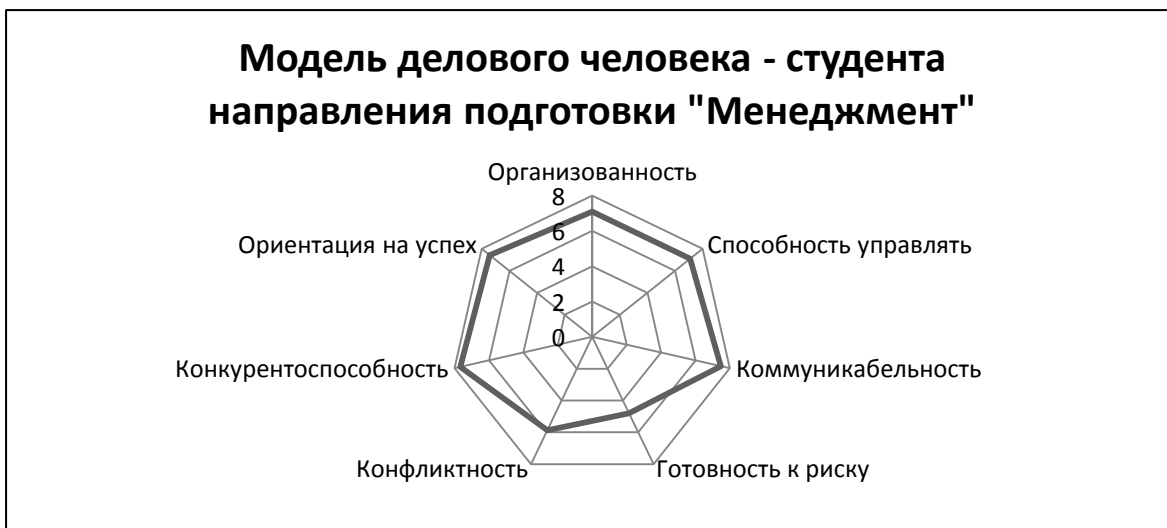 Модель делового человека - студента
направления подготовки "Менеджмент"
Организованность
8
Ориентация на успех
6
Способность управлять
4
2
0
Конкурентоспособность
Коммуникабельность
Конфликтность
Готовность к риску